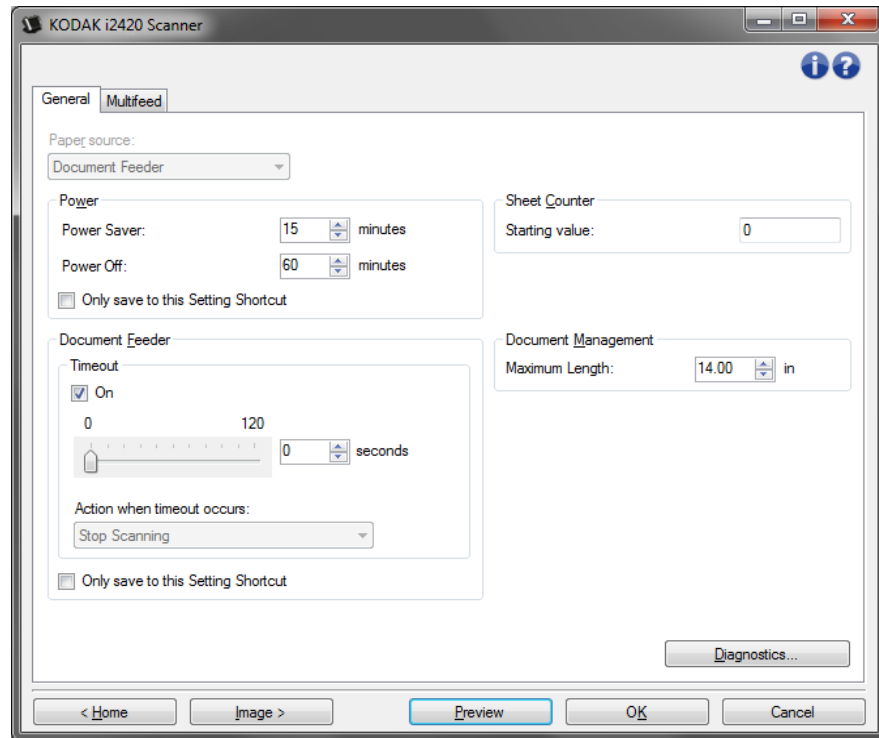 KODAK i2420 Scanner
General Multifeed
Paper source:
Document Feeder
Power
Power Saver: 15 minutes
Power Off: 60 minutes
Only save to this Setting Shortcut
Sheet Counter
Starting value: 0
Document Feeder
Timeout
On
0 120
0 seconds
Action when timeout occurs:
Stop Scanning
Only save to this Setting Shortcut
Document Management
Maximum Length: 14.00 in
Diagnostics...
< Home Image > Preview OK Cancel